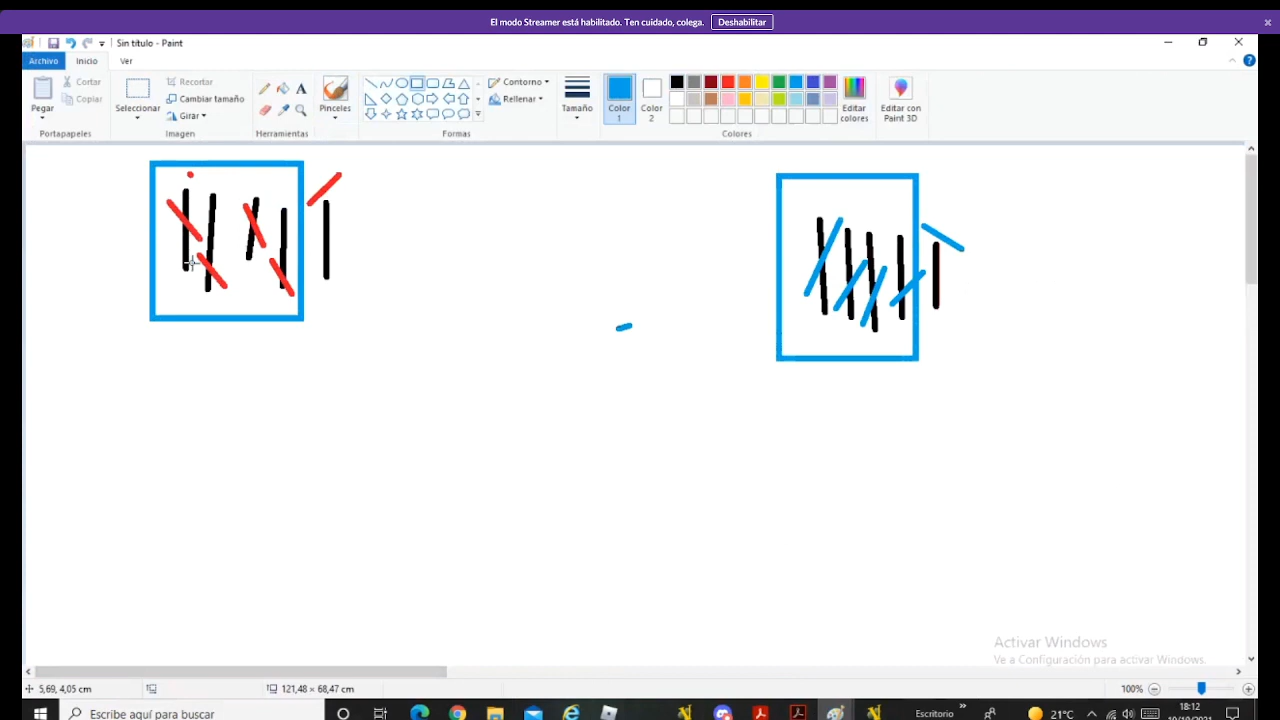 El modo Streamer está habilitado. Ten cuidado, colega. Deshabilitar
Sin título - Paint
Archivo Inicio Ver
Pegar
Cortar
Copiar
Portapapeles
Seleccionar
Recortar
Cambiar tamaño
Girar
Imagen
A
Herramientas
Pinceles
Contorno
Rellenar
Formas
Tamaño
Color 1
Color 2
Editar colores
Colores
Editar con Paint 3D
Activar Windows
Ve a Configuración para activar Windows.
5,69, 4,05 cm
121,48 × 68,47 cm
100%
Escribe aquí para buscar
Escritorio
21°C
18:12